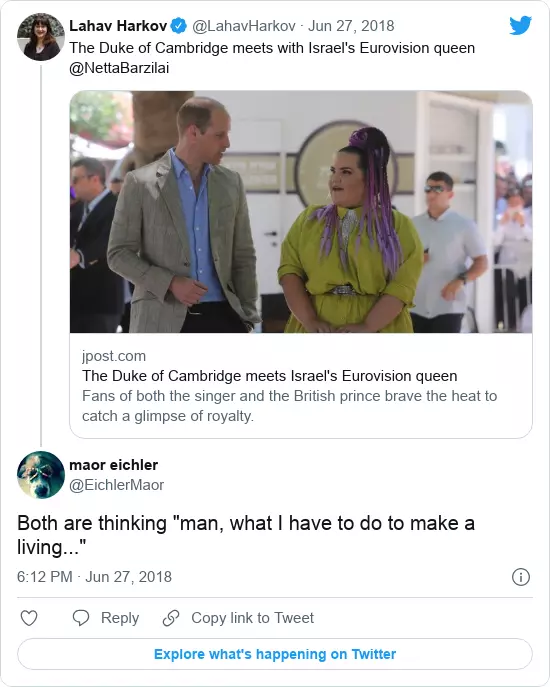 Lahav Harkov @LahavHarkov · Jun 27, 2018
The Duke of Cambridge meets with Israel's Eurovision queen
@NettaBarzilai
jpost.com
The Duke of Cambridge meets Israel's Eurovision queen
Fans of both the singer and the British prince brave the heat to
catch a glimpse of royalty.
maor eichler
@EichlerMaor
Both are thinking "man, what I have to do to make a
living..."
6:12 PM · Jun 27, 2018
Reply Copy link to Tweet
Explore what's happening on Twitter